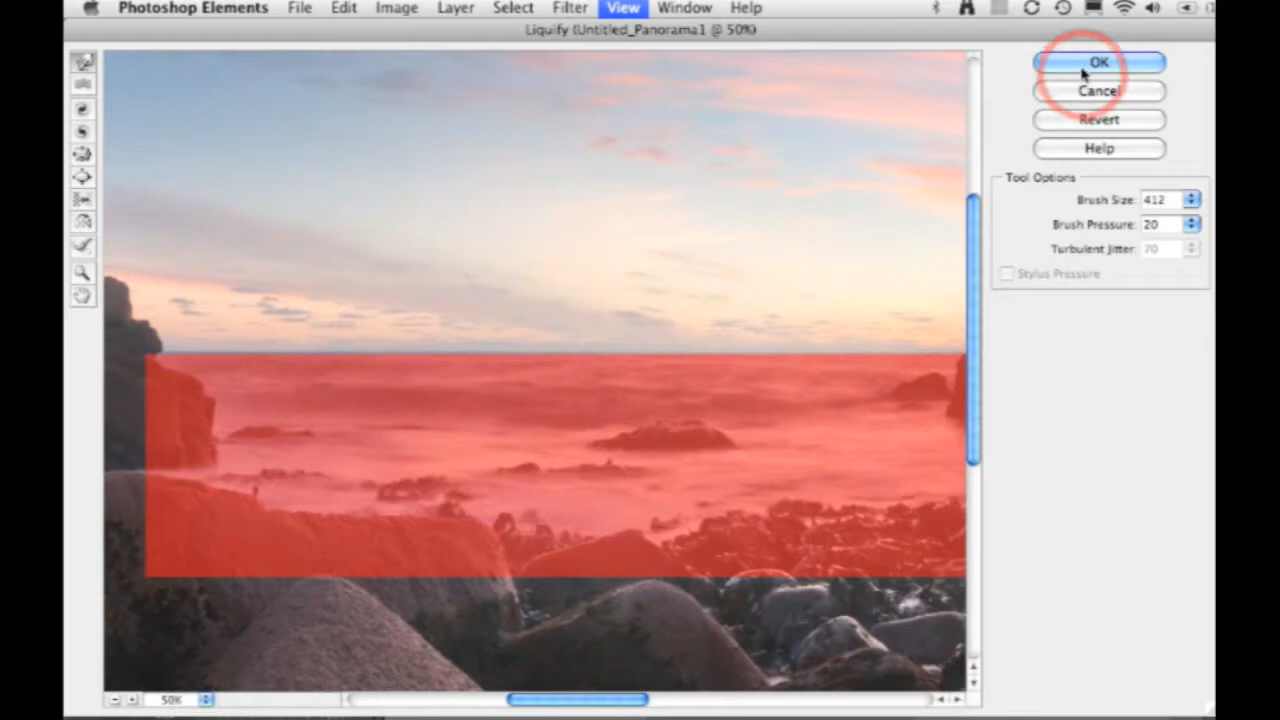 Photoshop Elements File Edit Image Layer Select Filter View Window Help
Liquify (Untitled_Panorama1 @ 50%)
OK
Cancel
Revert
Help
Tool Options
Brush Size: 412
Brush Pressure: 20
Turbulent Jitter: 70
Stylus Pressure
50%